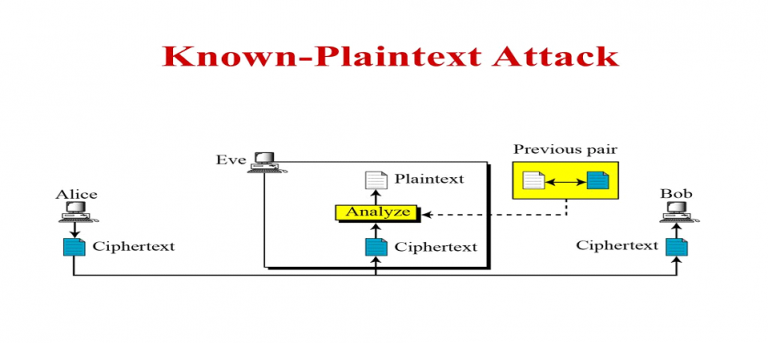 Known-Plaintext Attack
Previous pair
Eve
Plaintext
Alice
Bob
Analyze
Ciphertext
Ciphertext
Ciphertext